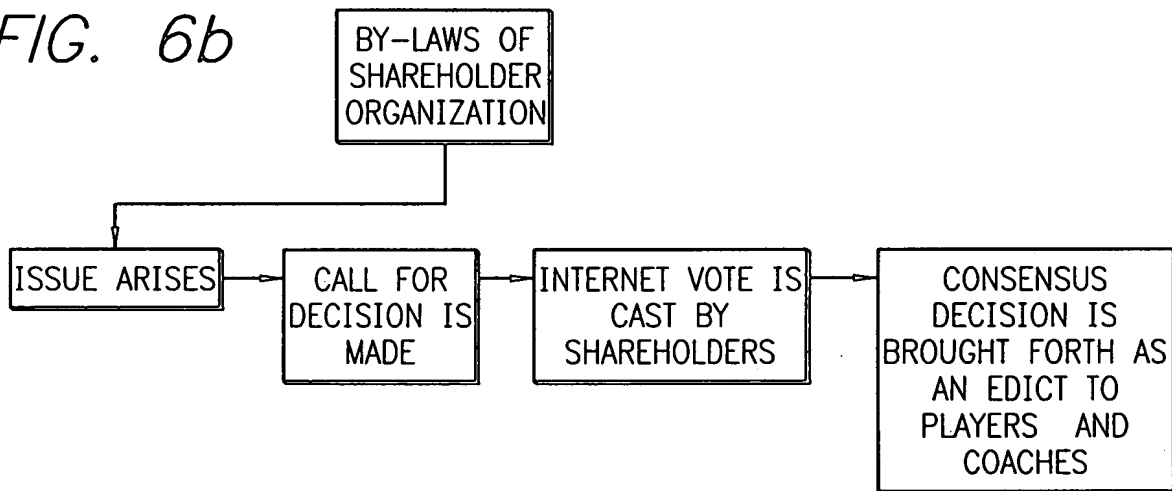 FIG. 6b
BY-LAWS OF
SHAREHOLDER
ORGANIZATION
ISSUE ARISES
CALL FOR
DECISION IS
MADE
INTERNET VOTE IS
CAST BY
SHAREHOLDERS
CONSENSUS
DECISION IS
BROUGHT FORTH AS
AN EDICT TO
PLAYERS AND
COACHES